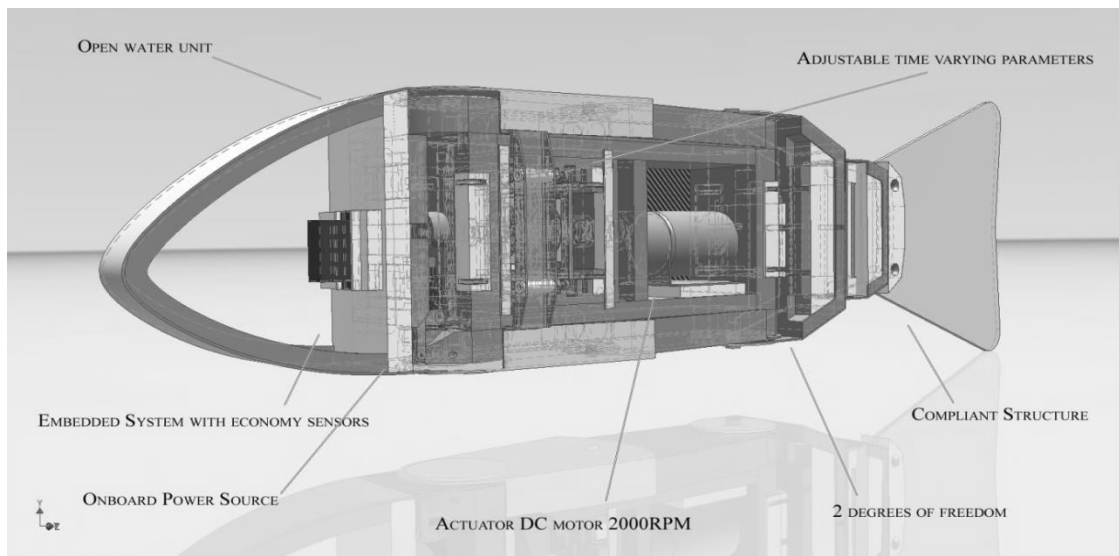 OPEN WATER UNIT
ADJUSTABLE TIME VARYING PARAMETERS
EMBEDDED SYSTEM WITH ECONOMY SENSORS
COMPLIANT STRUCTURE
ONBOARD POWER SOURCE
ACTUATOR DC MOTOR 2000RPM
2 DEGREES OF FREEDOM
Y